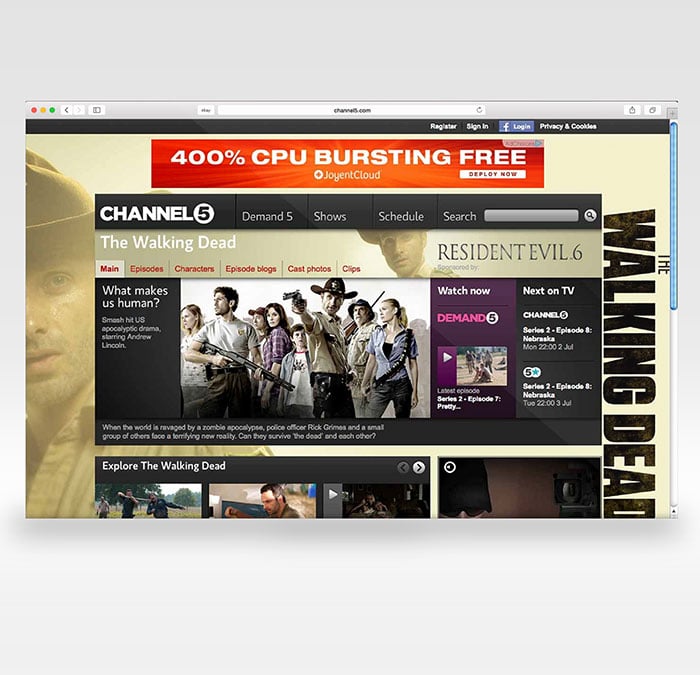 ebay
channel5.com
Register
Sign In
f Login
Privacy & Cookies
AdChoices
400% CPU BURSTING FREE
JoyentCloud
DEPLOY NOW
CHANNEL 5
Demand 5
Shows
Schedule
Search
The Walking Dead
RESIDENT EVIL.6
Sponsored by:
Main
Episodes
Characters
Episode blogs
Cast photos
Clips
What makes
us human?
Smash hit US
apocalyptic drama,
starring Andrew
Lincoln.
When the world is ravaged by a zombie apocalypse, police officer Rick Grimes and a small
group of others face a terrifying new reality. Can they survive 'the dead' and each other?
Watch now
DEMAND 5
Latest episode
Series 2 - Episode 7:
Pretty...
Next on TV
CHANNEL 5
Series 2 - Episode 8:
Nebraska
Mon 22:00 2 Jul
5★
Series 2 - Episode 8:
Nebraska
Tue 22:00 3 Jul
THE
WALKING DEAD
Explore The Walking Dead